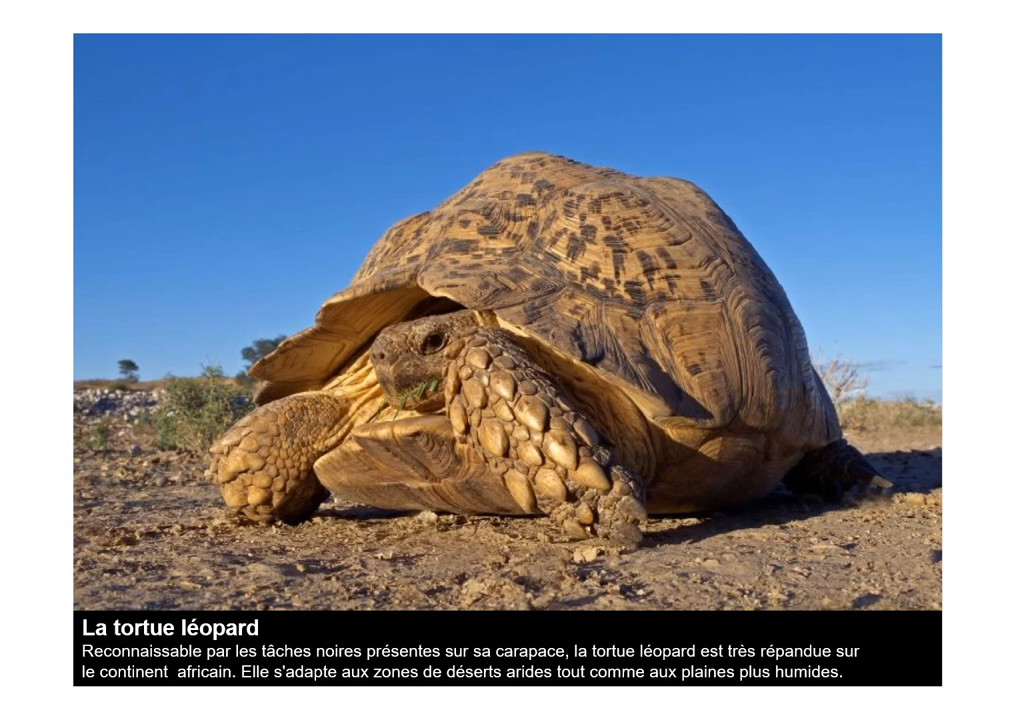 La tortue léopard
Reconnaissable par les tâches noires présentes sur sa carapace, la tortue léopard est très répandue sur
le continent  africain. Elle s'adapte aux zones de déserts arides tout comme aux plaines plus humides.